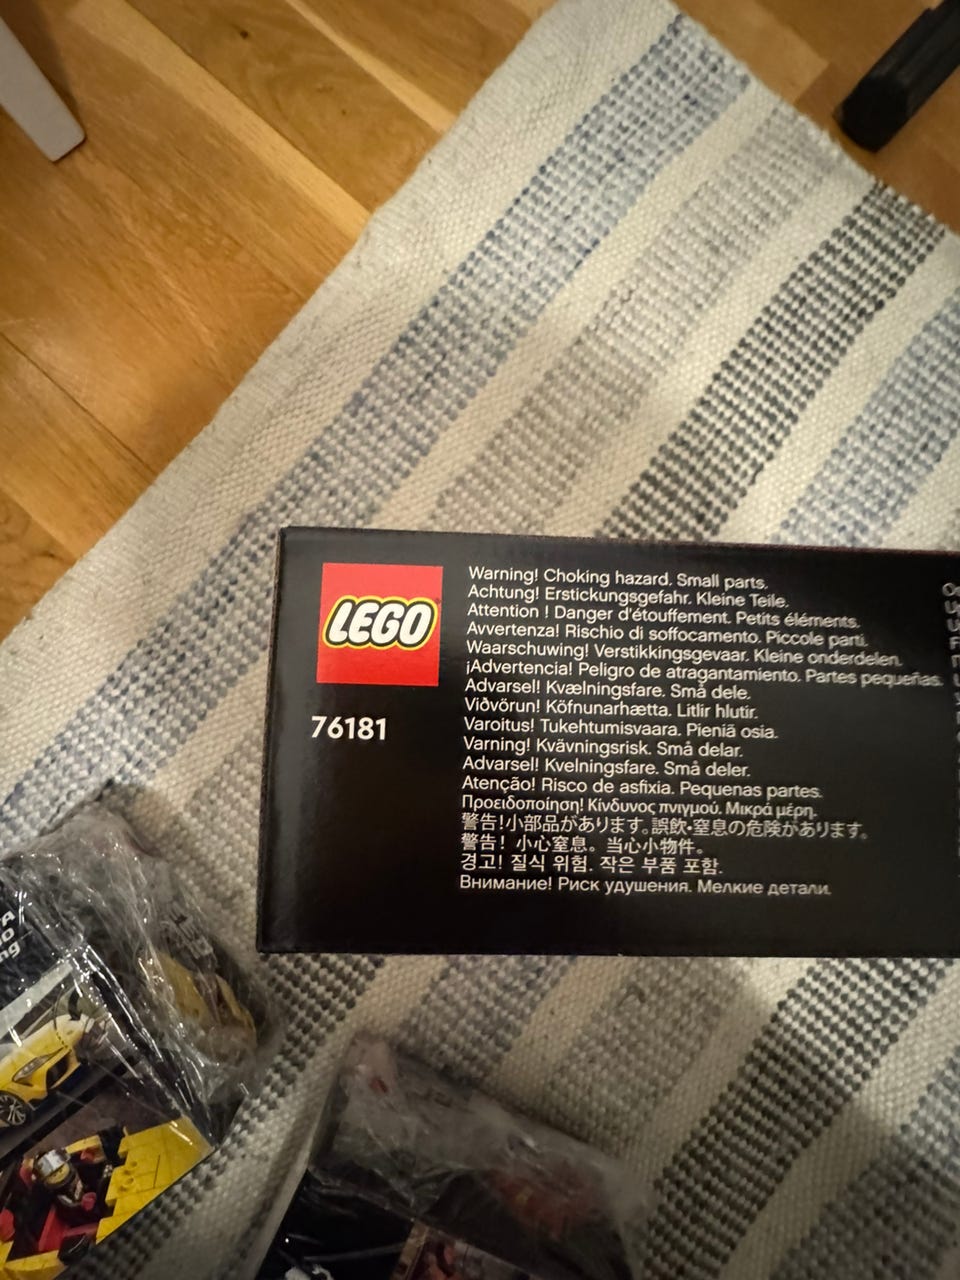 LEGO
76181
Warning! Choking hazard. Small parts.
Achtung! Erstickungsgefahr. Kleine Teile.
Attention ! Danger d'étouffement. Petits éléments.
Avvertenza! Rischio di soffocamento. Piccole parti.
Waarschuwing! Verstikkingsgevaar. Kleine onderdelen.
¡Advertencia! Peligro de atragantamiento. Partes pequeñas.
Advarsel! Kvælningsfare. Små dele.
Viðvörun! Köfnunarhætta. Litlir hlutir.
Varoitus! Tukehtumisvaara. Pieniä osia.
Varning! Kvävningsrisk. Små delar.
Advarsel! Kvelningsfare. Små deler.
Atenção! Risco de asfixia. Pequenas partes.
Προειδοποίηση! Κίνδυνος πνιγμού. Μικρά μέρη.
警告!小部品があります。誤飲・窒息の危険があります。
警告! 小心窒息。当心小物件。
경고! 질식 위험. 작은 부품 포함.
Внимание! Риск удушения. Мелкие детали.